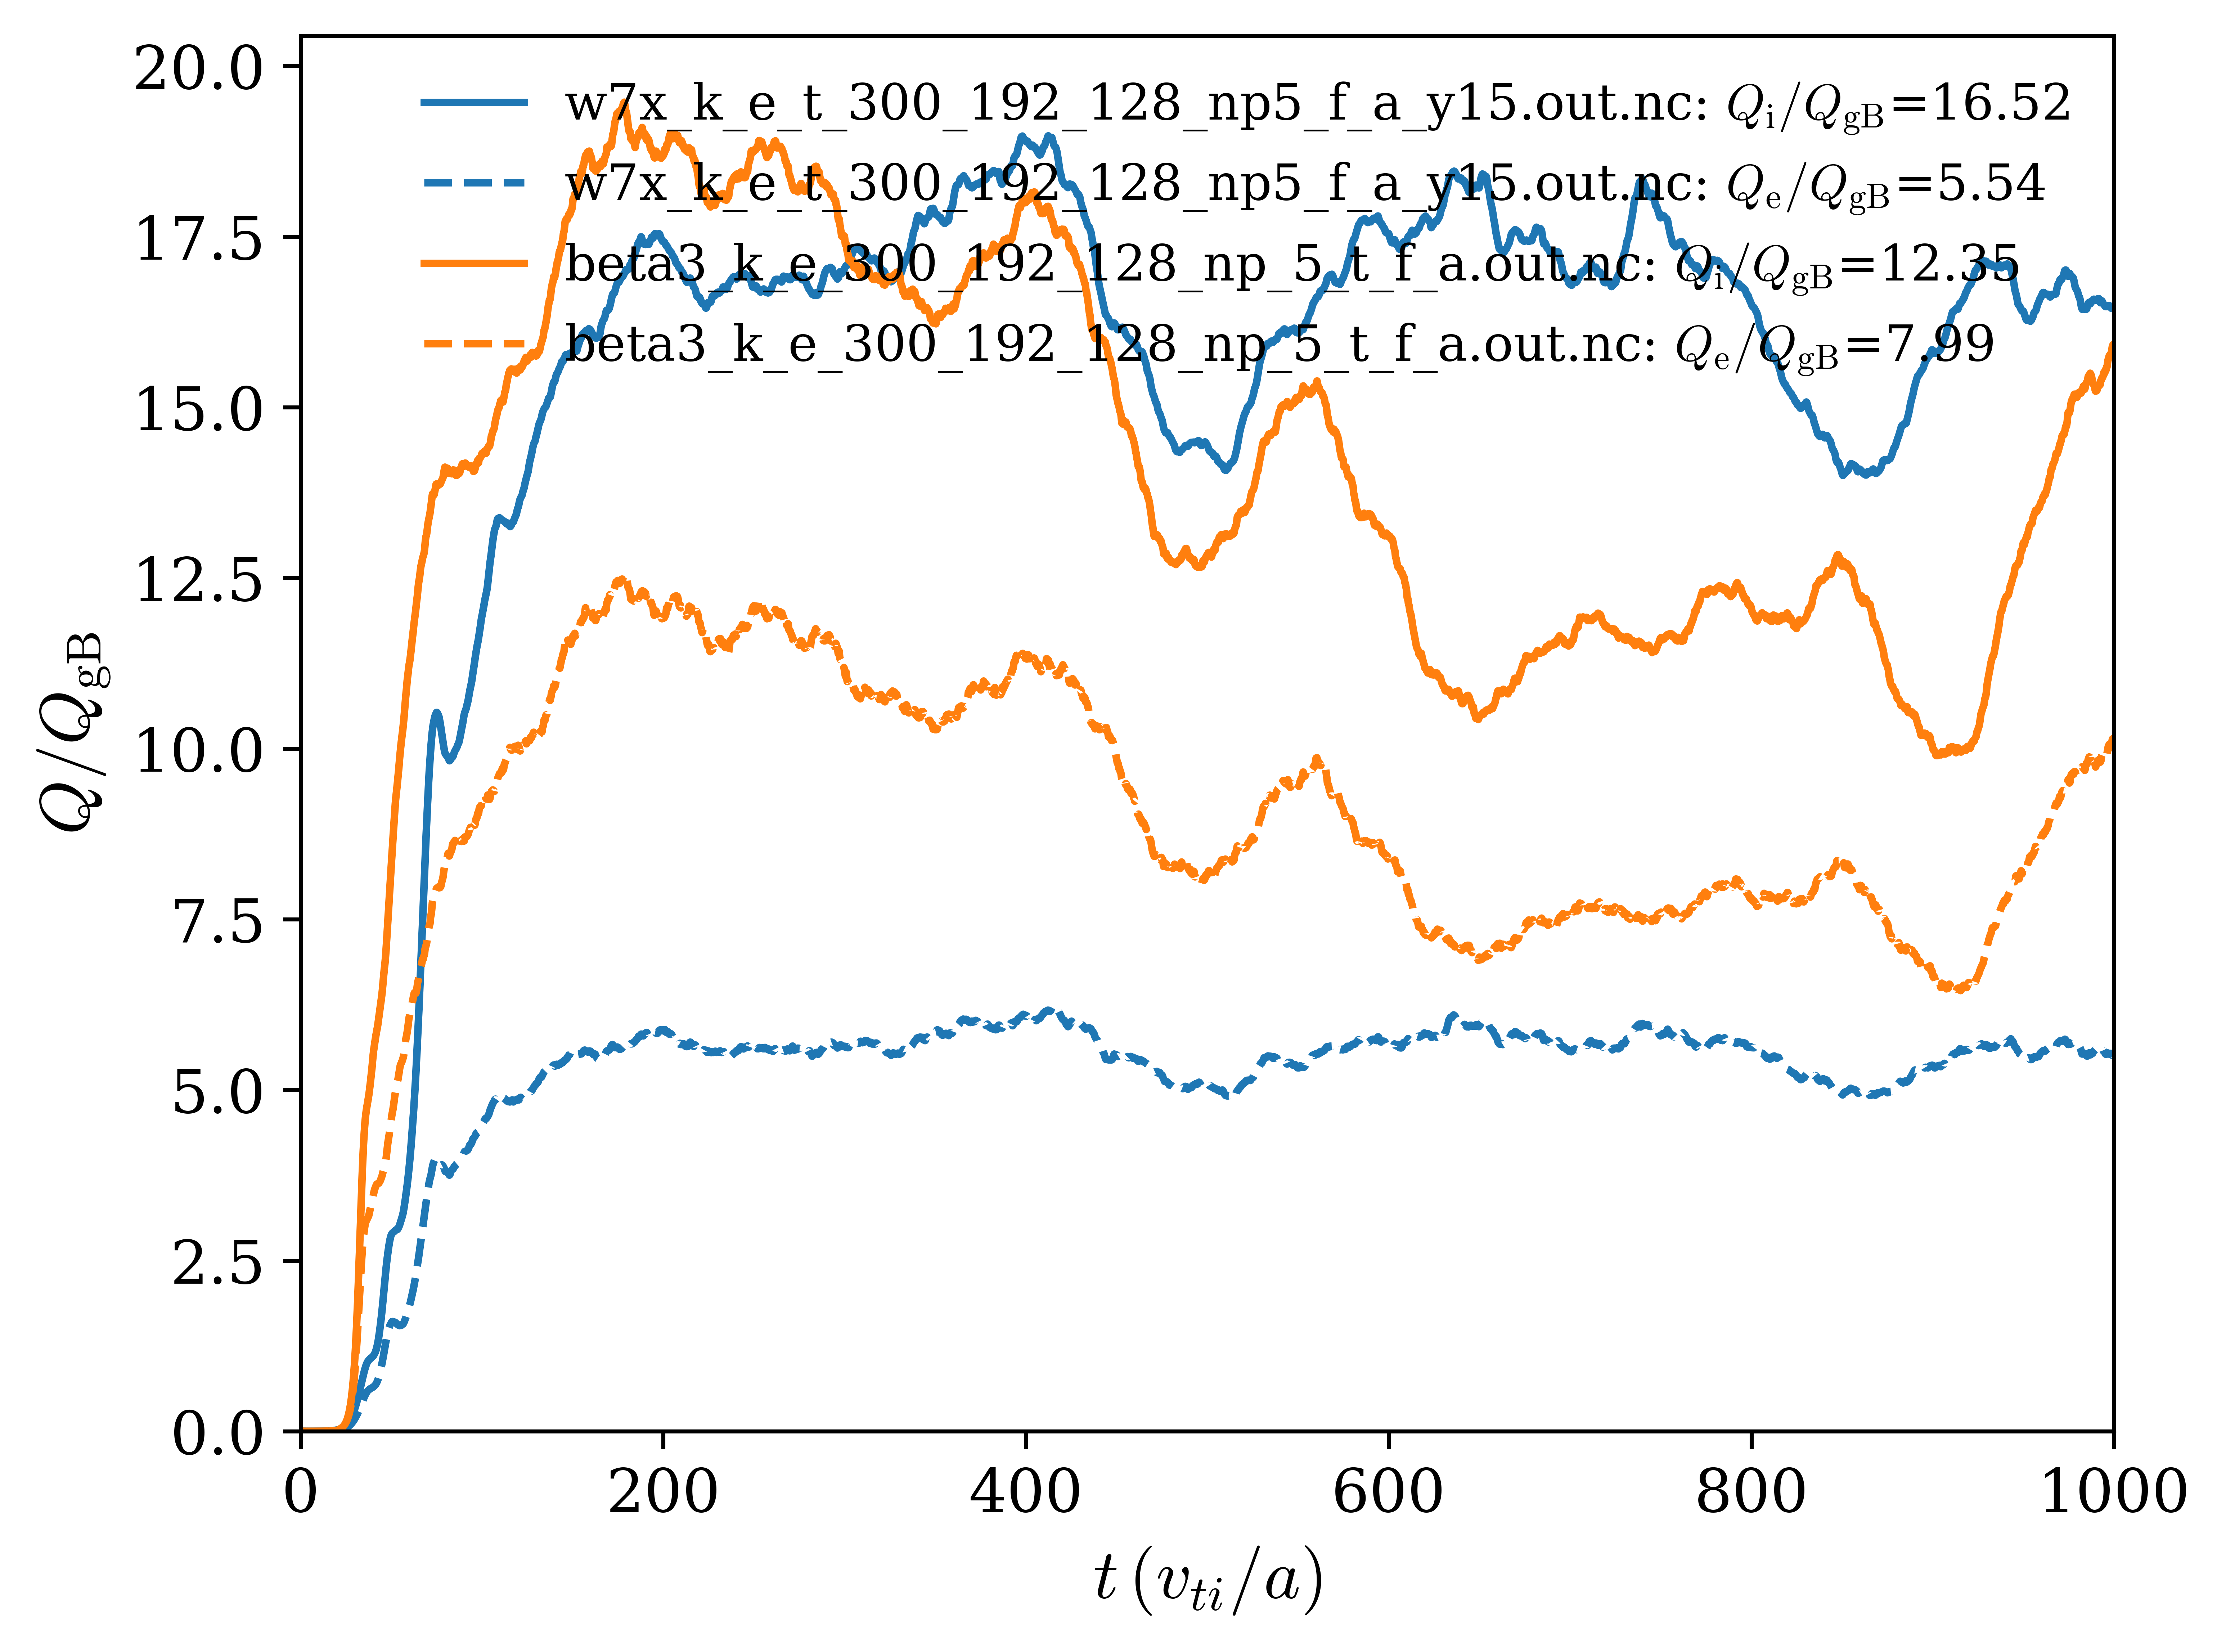 20.0
17.5
15.0
12.5
10.0
7.5
5.0
2.5
0.0
Q/Q_gB
w7x_k_e_t_300_192_128_np5_f_a_y15.out.nc: Q_i/Q_gB=16.52
w7x_k_e_t_300_192_128_np5_f_a_y15.out.nc: Q_e/Q_gB=5.54
beta3_k_e_300_192_128_np_5_t_f_a.out.nc: Q_i/Q_gB=12.35
beta3_k_e_300_192_128_np_5_t_f_a.out.nc: Q_e/Q_gB=7.99
0 200 400 600 800 1000
t (v_ti/a)